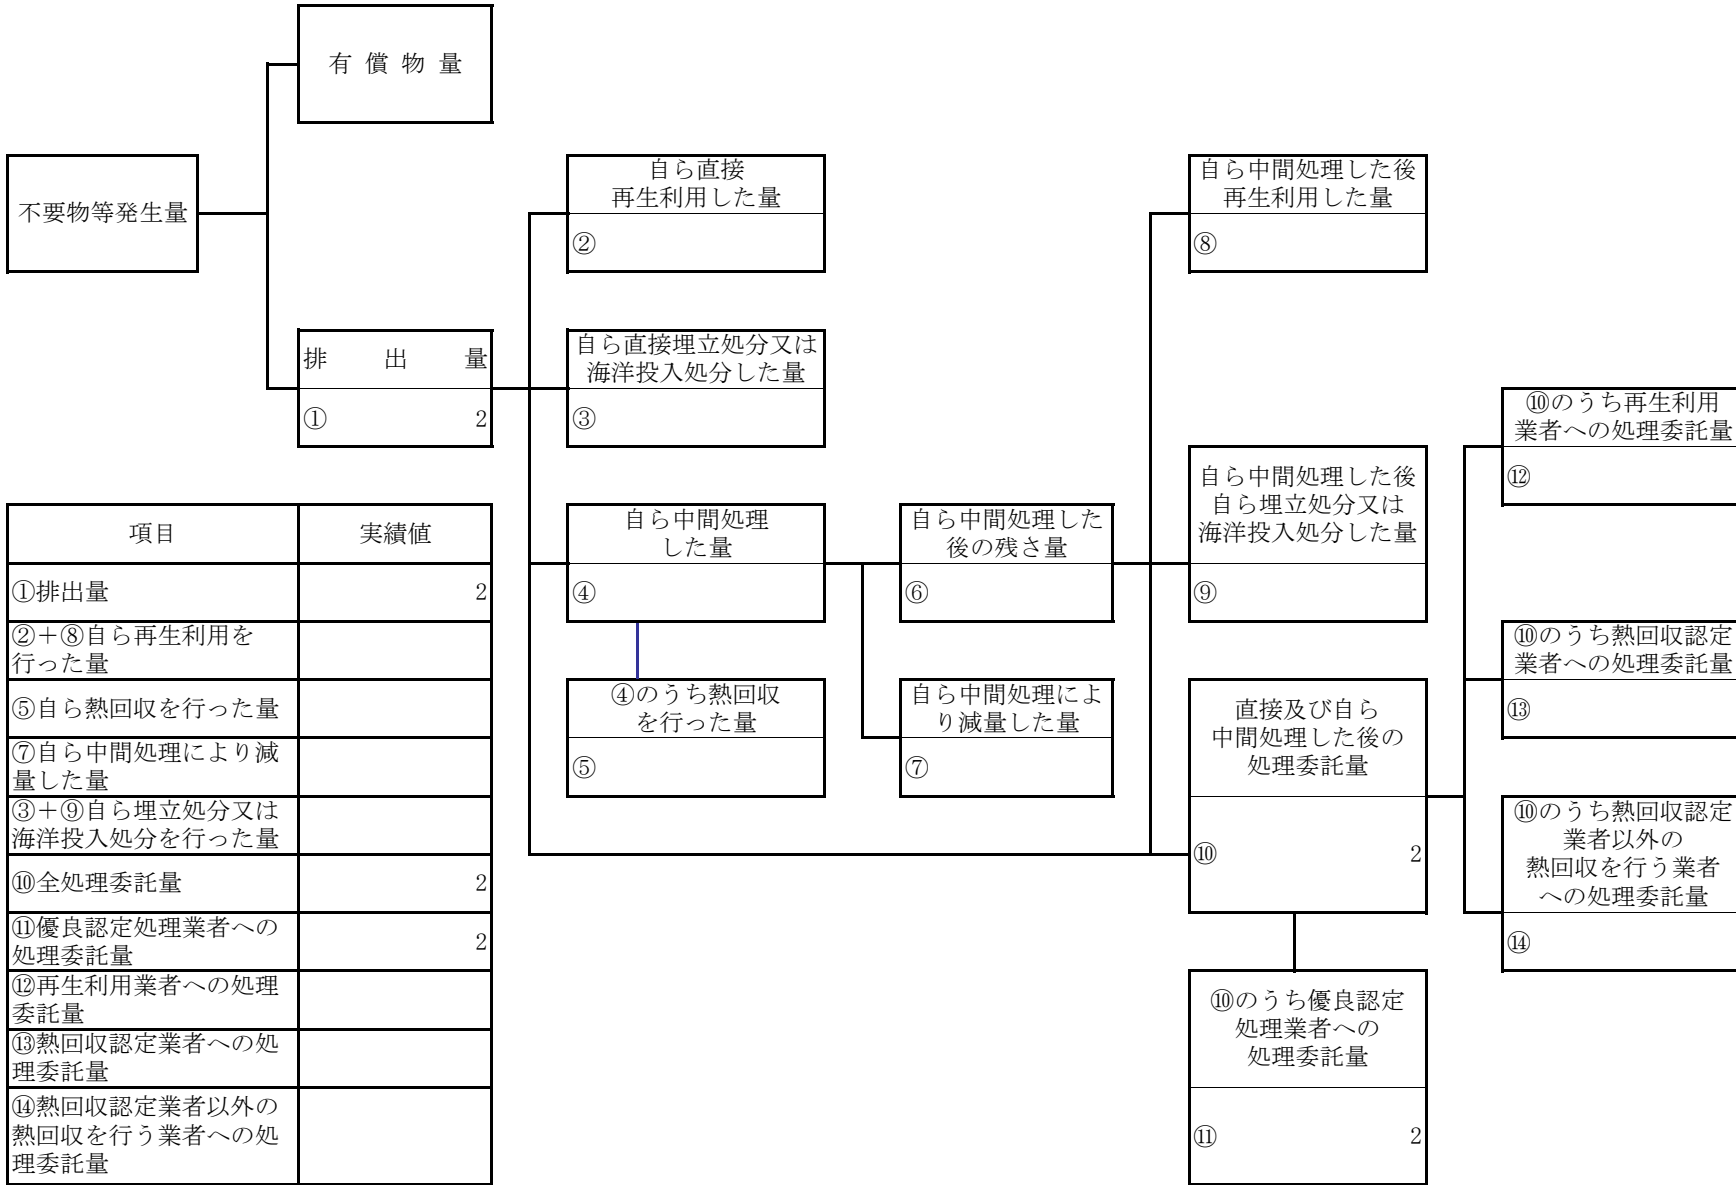 有償物量
不要物等発生量
自ら直接
再生利用した量
②
自ら中間処理した後
再生利用した量
⑧
排出量
① 2
自ら直接埋立処分又は
海洋投入処分した量
③
⑩のうち再生利用
業者への処理委託量
⑫
自ら中間処理した後
自ら埋立処分又は
海洋投入処分した量
⑨
自ら中間処理
した量
④
自ら中間処理した
後の残さ量
⑥
⑩のうち熱回収認定
業者への処理委託量
⑬
④のうち熱回収
を行った量
⑤
自ら中間処理によ
り減量した量
⑦
直接及び自ら
中間処理した後の
処理委託量
⑩ 2
⑩のうち熱回収認定
業者以外の
熱回収を行う業者
への処理委託量
⑭
⑩のうち優良認定
処理業者への
処理委託量
⑪ 2
項目 実績値
①排出量 2
②+⑧自ら再生利用を
行った量
⑤自ら熱回収を行った量
⑦自ら中間処理により減
量した量
③+⑨自ら埋立処分又は
海洋投入処分を行った量
⑩全処理委託量 2
⑪優良認定処理業者への
処理委託量 2
⑫再生利用業者への処理
委託量
⑬熱回収認定業者への処
理委託量
⑭熱回収認定業者以外の
熱回収を行う業者への処
理委託量